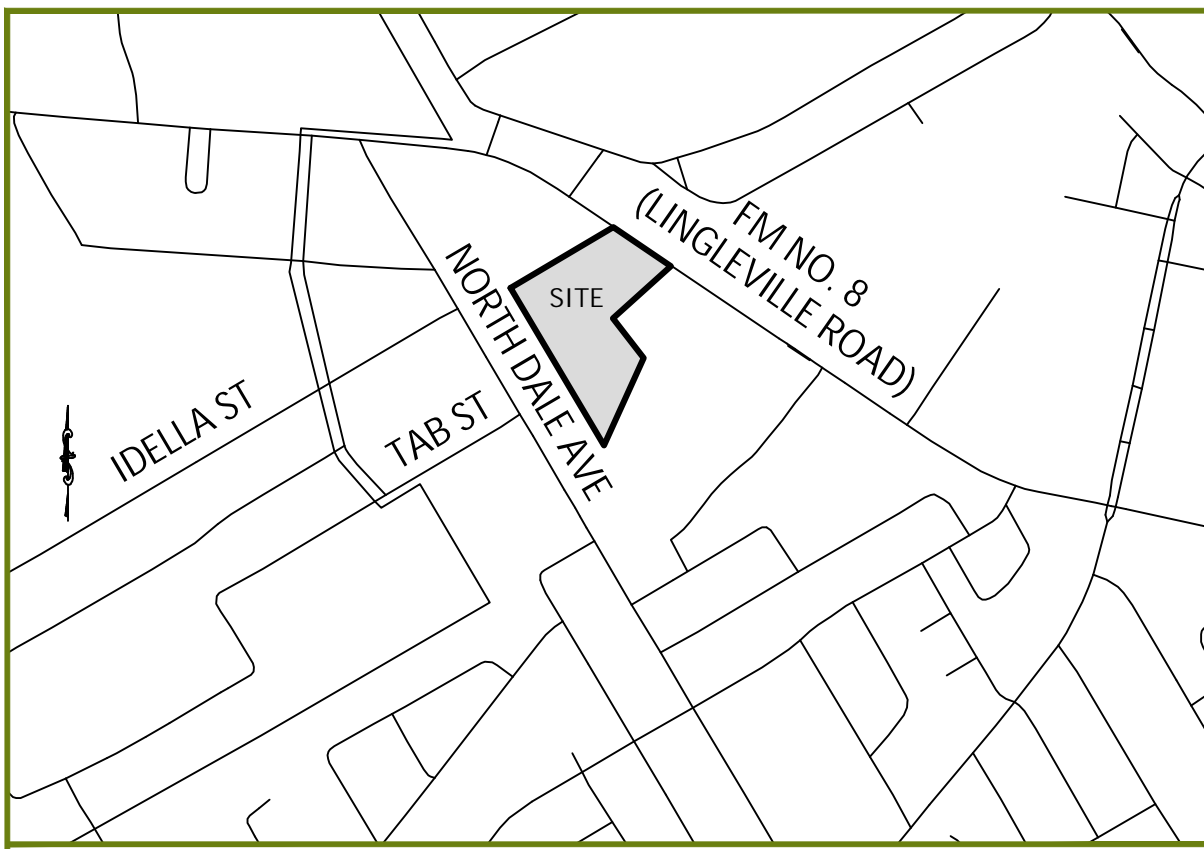 FM NO. 8
(LINGLEVILLE ROAD)
SITE
NORTH DALE AVE
IDELLA ST
TAB ST